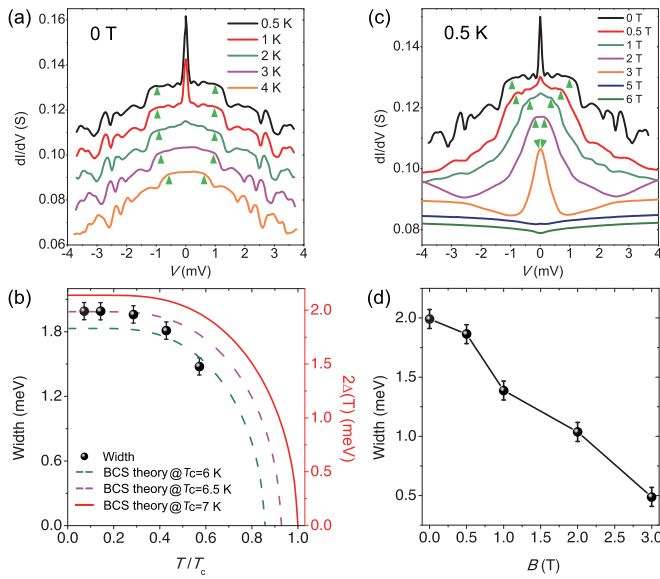 (a)
0 T
0.5 K
1 K
2 K
3 K
4 K
0.16
0.14
0.12
0.10
0.08
0.06
dI/dV (S)
-4 -3 -2 -1 0 1 2 3 4
V (mV)
(c)
0.5 K
0 T
0.5 T
1 T
2 T
3 T
5 T
6 T
0.15
0.13
0.12
0.10
0.08
dI/dV (S)
-4 -3 -2 -1 0 1 2 3 4
V (mV)
(b)
1.8
1.2
0.6
0.0
Width (meV)
2.0
1.5
1.0
0.5
0.0
2Δ(T) (meV)
Width
BCS theory@Tc=6 K
BCS theory@Tc=6.5 K
BCS theory@Tc=7 K
0.0 0.2 0.4 0.6 0.8 1.0
T/Tc
(d)
2.0
1.5
1.0
0.5
Width (meV)
0.0 0.5 1.0 1.5 2.0 2.5 3.0
B (T)